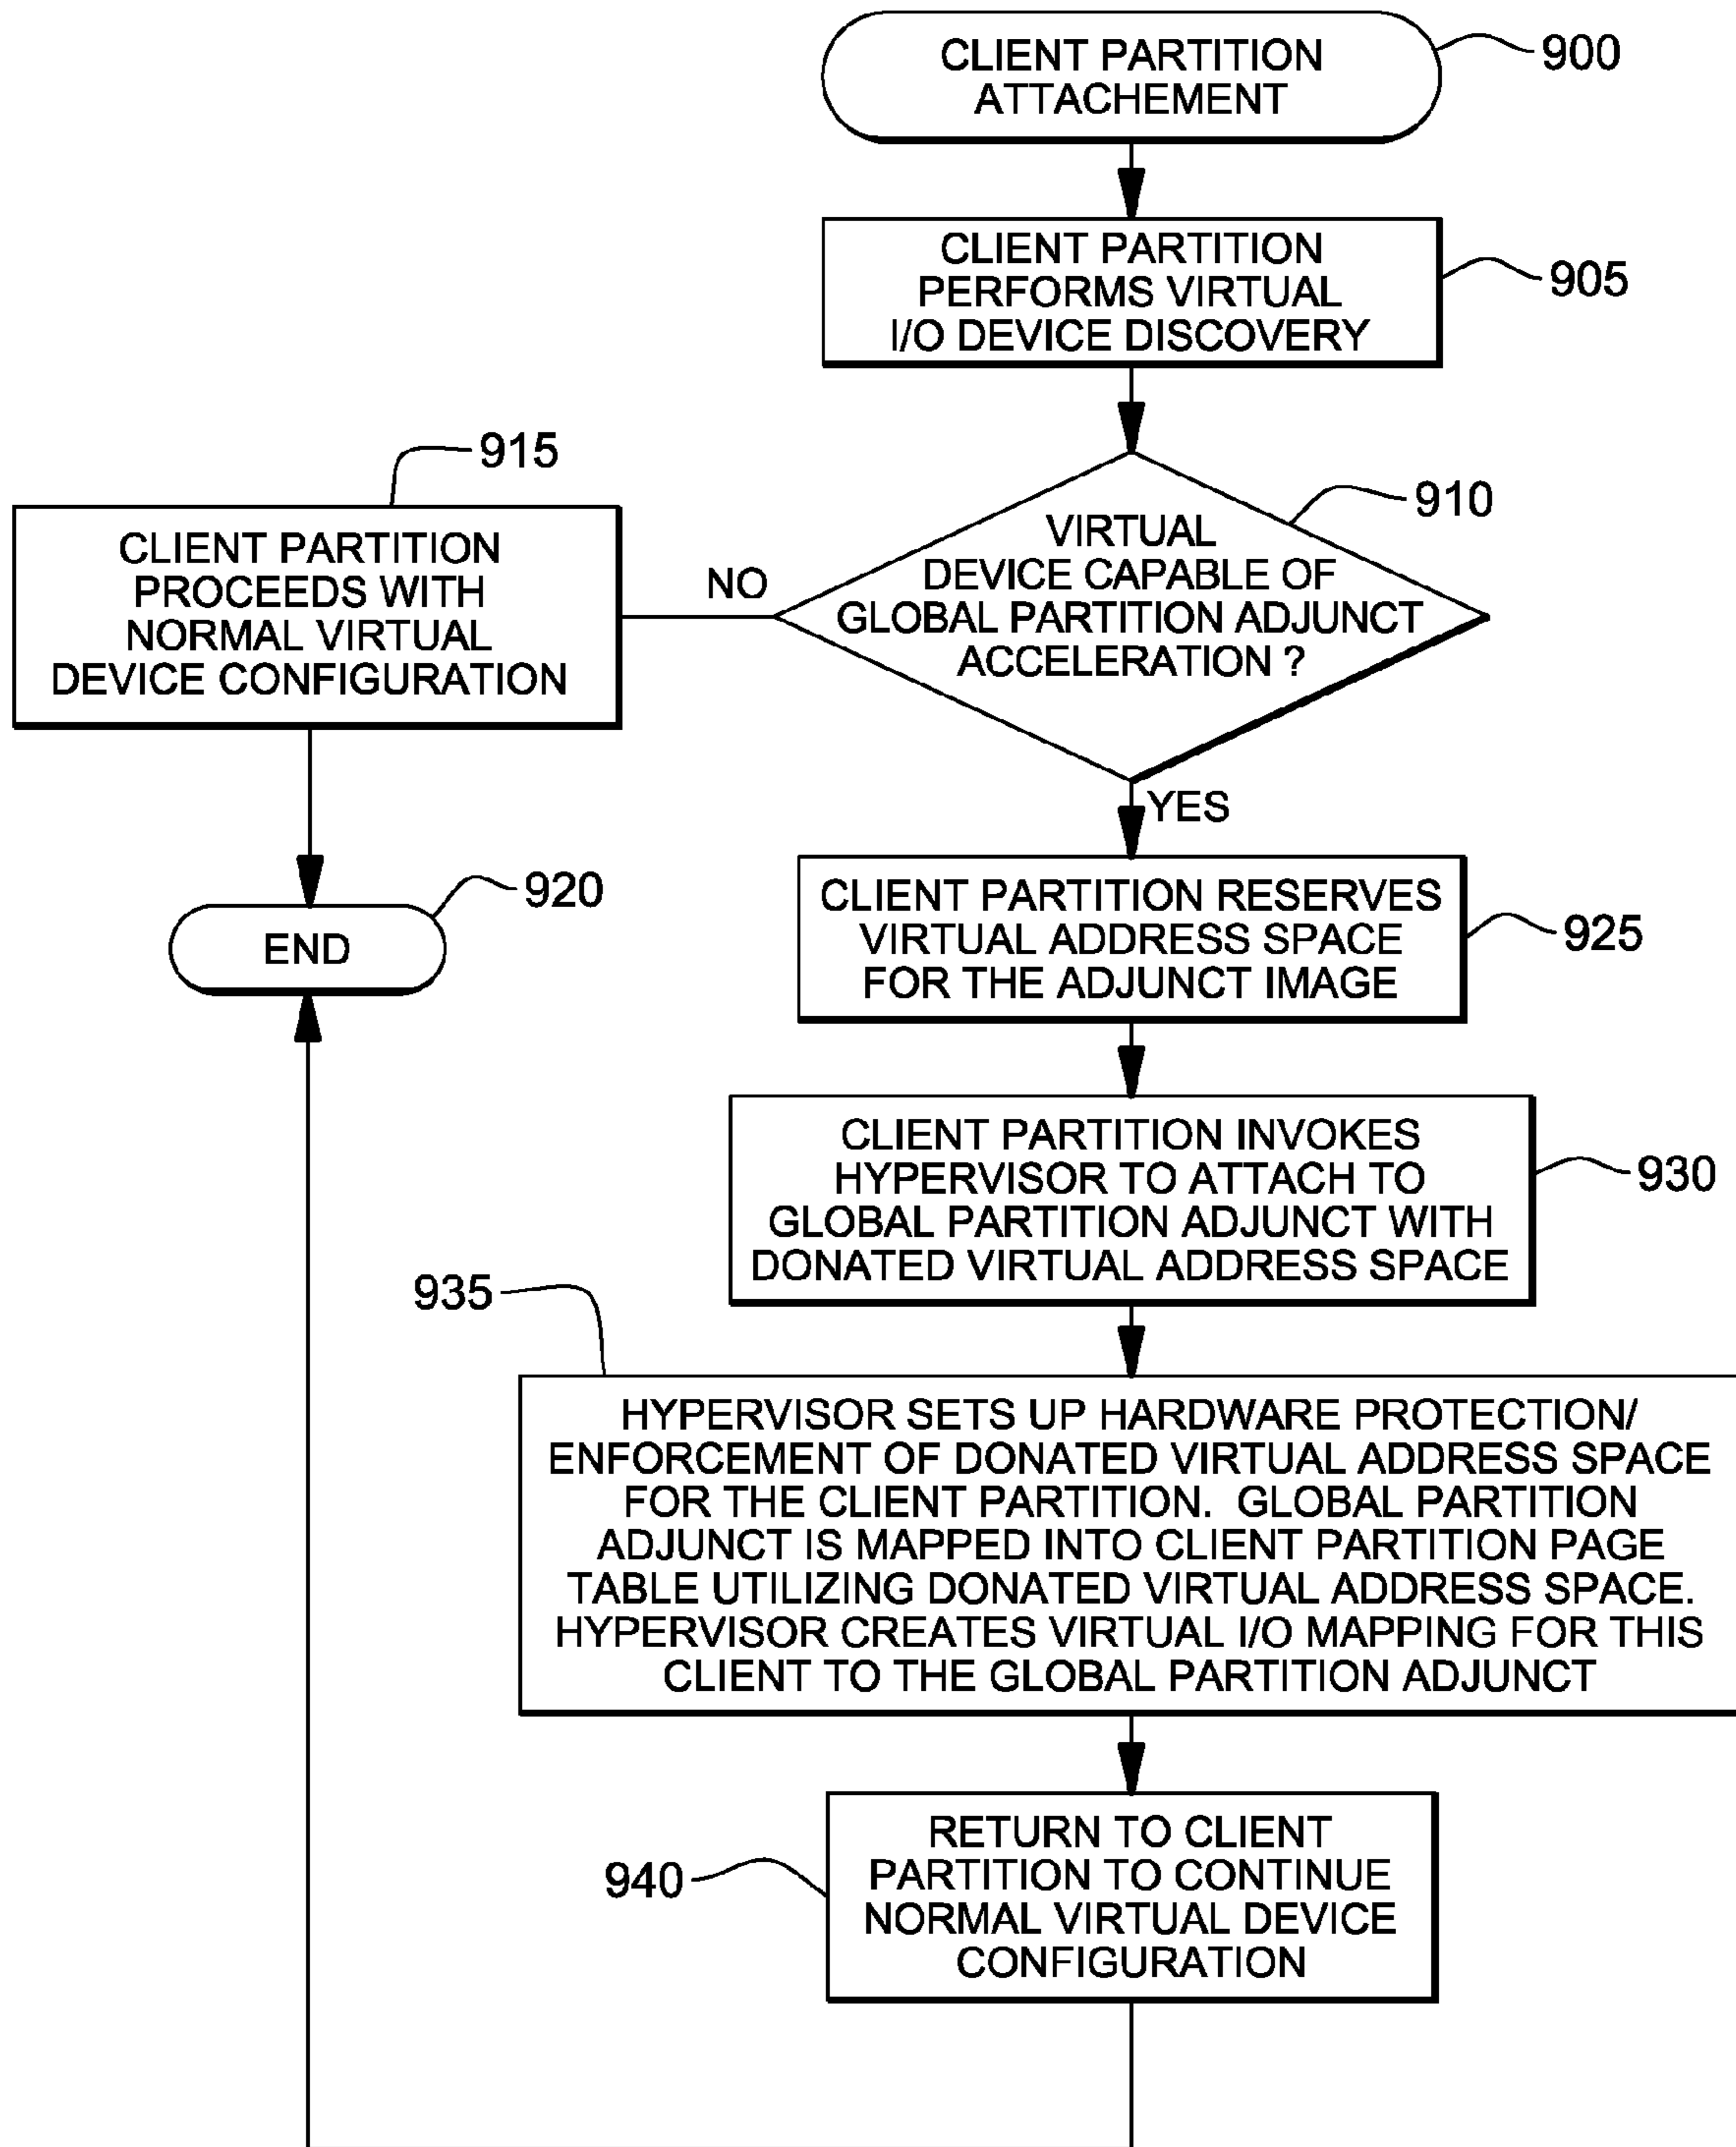 CLIENT PARTITION
ATTACHEMENT
900
CLIENT PARTITION
PERFORMS VIRTUAL
I/O DEVICE DISCOVERY
905
915
CLIENT PARTITION
PROCEEDS WITH
NORMAL VIRTUAL
DEVICE CONFIGURATION
NO
910
VIRTUAL
DEVICE CAPABLE OF
GLOBAL PARTITION ADJUNCT
ACCELERATION ?
YES
920
END
CLIENT PARTITION RESERVES
VIRTUAL ADDRESS SPACE
FOR THE ADJUNCT IMAGE
925
CLIENT PARTITION INVOKES
HYPERVISOR TO ATTACH TO
GLOBAL PARTITION ADJUNCT WITH
DONATED VIRTUAL ADDRESS SPACE
930
935
HYPERVISOR SETS UP HARDWARE PROTECTION/
ENFORCEMENT OF DONATED VIRTUAL ADDRESS SPACE
FOR THE CLIENT PARTITION. GLOBAL PARTITION
ADJUNCT IS MAPPED INTO CLIENT PARTITION PAGE
TABLE UTILIZING DONATED VIRTUAL ADDRESS SPACE.
HYPERVISOR CREATES VIRTUAL I/O MAPPING FOR THIS
CLIENT TO THE GLOBAL PARTITION ADJUNCT
940
RETURN TO CLIENT
PARTITION TO CONTINUE
NORMAL VIRTUAL DEVICE
CONFIGURATION